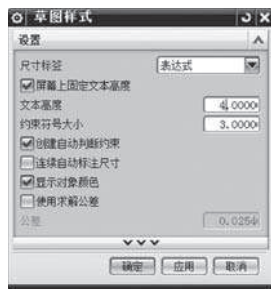 草图样式
设置
尺寸标签 表达式
屏幕上固定文本高度
文本高度 4.0000
约束符号大小 3.0000
创建自动判断约束
连续自动标注尺寸
显示对象颜色
使用求解公差
公差 0.0254
确定 应用 取消